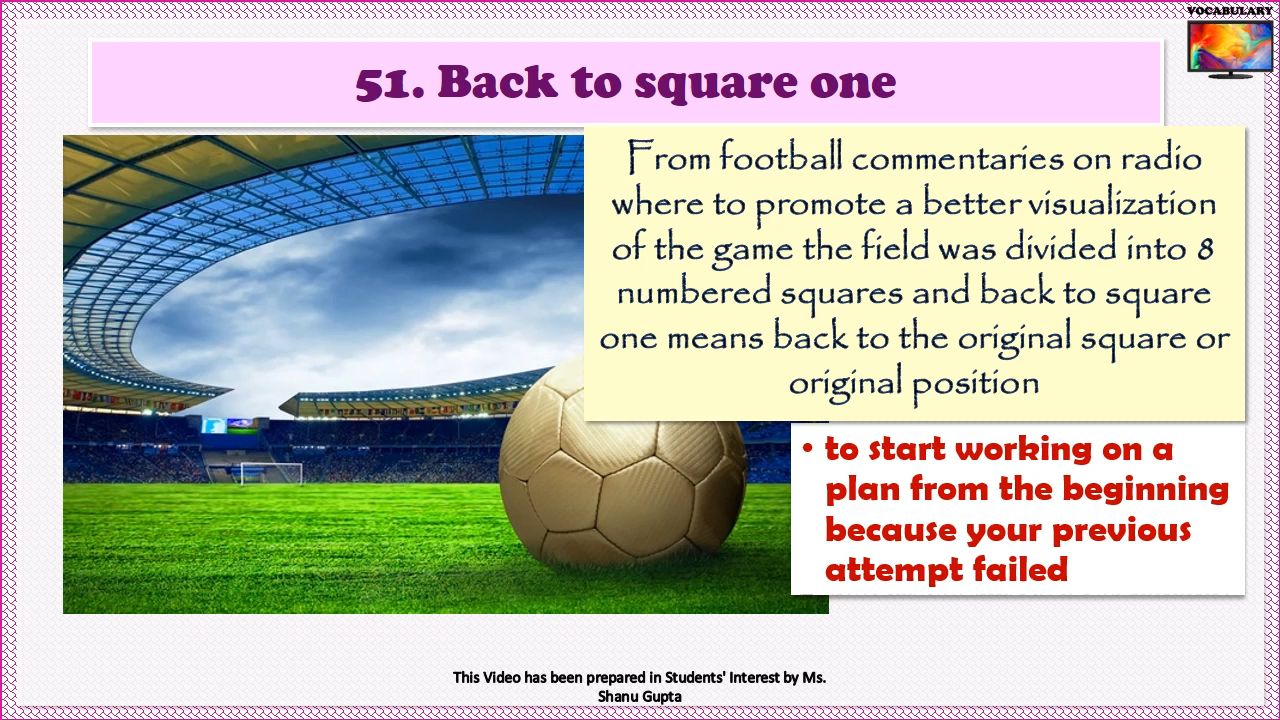 VOCABULARY
51. Back to square one
From football commentaries on radio
where to promote a better visualization
of the game the field was divided into 8
numbered squares and back to square
one means back to the original square or
original position
• to start working on a
plan from the beginning
because your previous
attempt failed
This Video has been prepared in Students' Interest by Ms.
Shanu Gupta